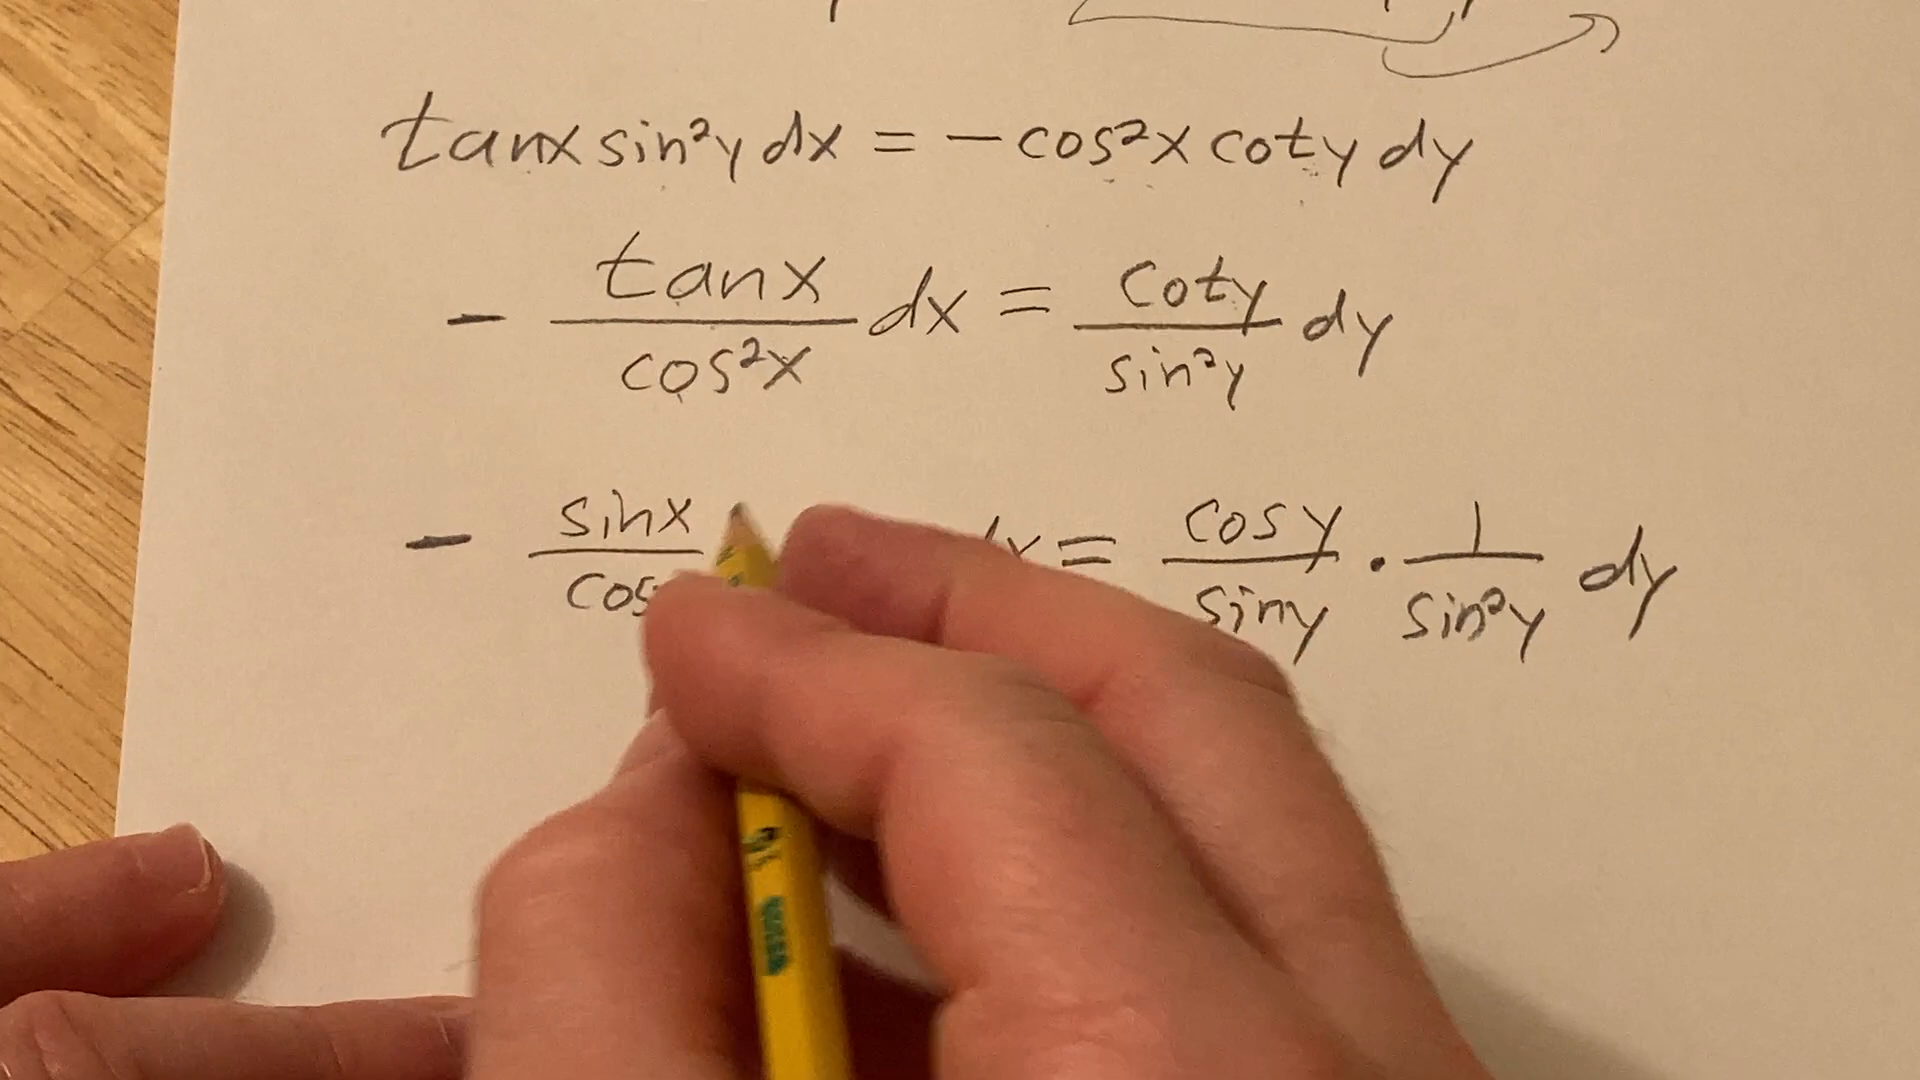 tanx sin²y dx = -cos²x coty dy
- tanx/cos²x dx = coty/sin²y dy
- sinx/cos dx = cosy/siny · 1/sin²y dy